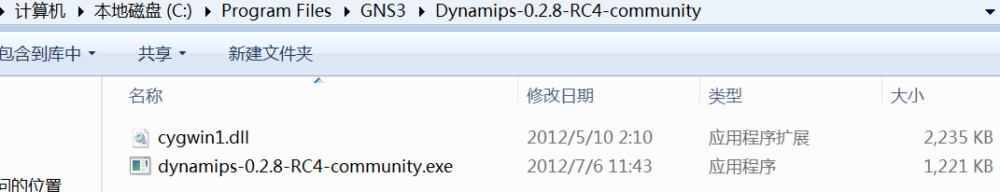 计算机 本地磁盘 (C:) Program Files GNS3 Dynamips-0.2.8-RC4-community
包含到库中 共享 新建文件夹
名称 修改日期 类型 大小
cygwin1.dll 2012/5/10 2:10 应用程序扩展 2,235 KB
dynamips-0.2.8-RC4-community.exe 2012/7/6 11:43 应用程序 1,221 KB
问的位置